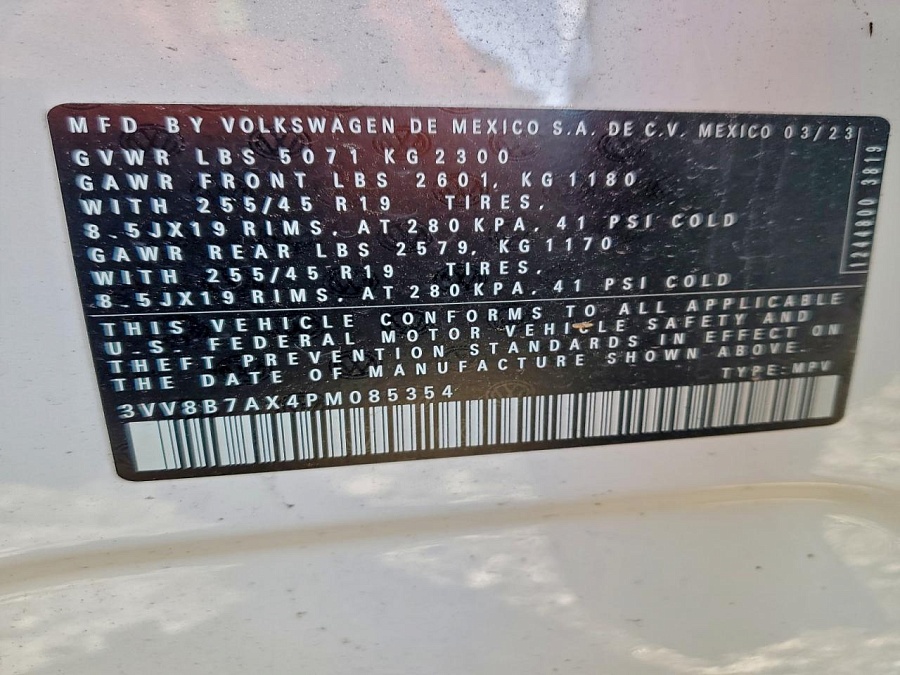 MFD BY VOLKSWAGEN DE MEXICO S.A. DE C.V. MEXICO 03/23
GVWR LBS 5071 KG 2300
GAWR FRONT LBS 2601, KG 1180
WITH 255/45 R19 TIRES,
8.5JX19 RIMS, AT 280 KPA, 41 PSI COLD
GAWR REAR LBS 2579, KG 1170
WITH 255/45 R19 TIRES,
8.5JX19 RIMS, AT 280 KPA, 41 PSI COLD
THIS VEHICLE CONFORMS TO ALL APPLICABLE
U.S. FEDERAL MOTOR VEHICLE SAFETY AND
THEFT PREVENTION STANDARDS IN EFFECT ON
THE DATE OF MANUFACTURE SHOWN ABOVE.
TYPE: MPV
3VV8B7AX4PM085354
1244800 3819